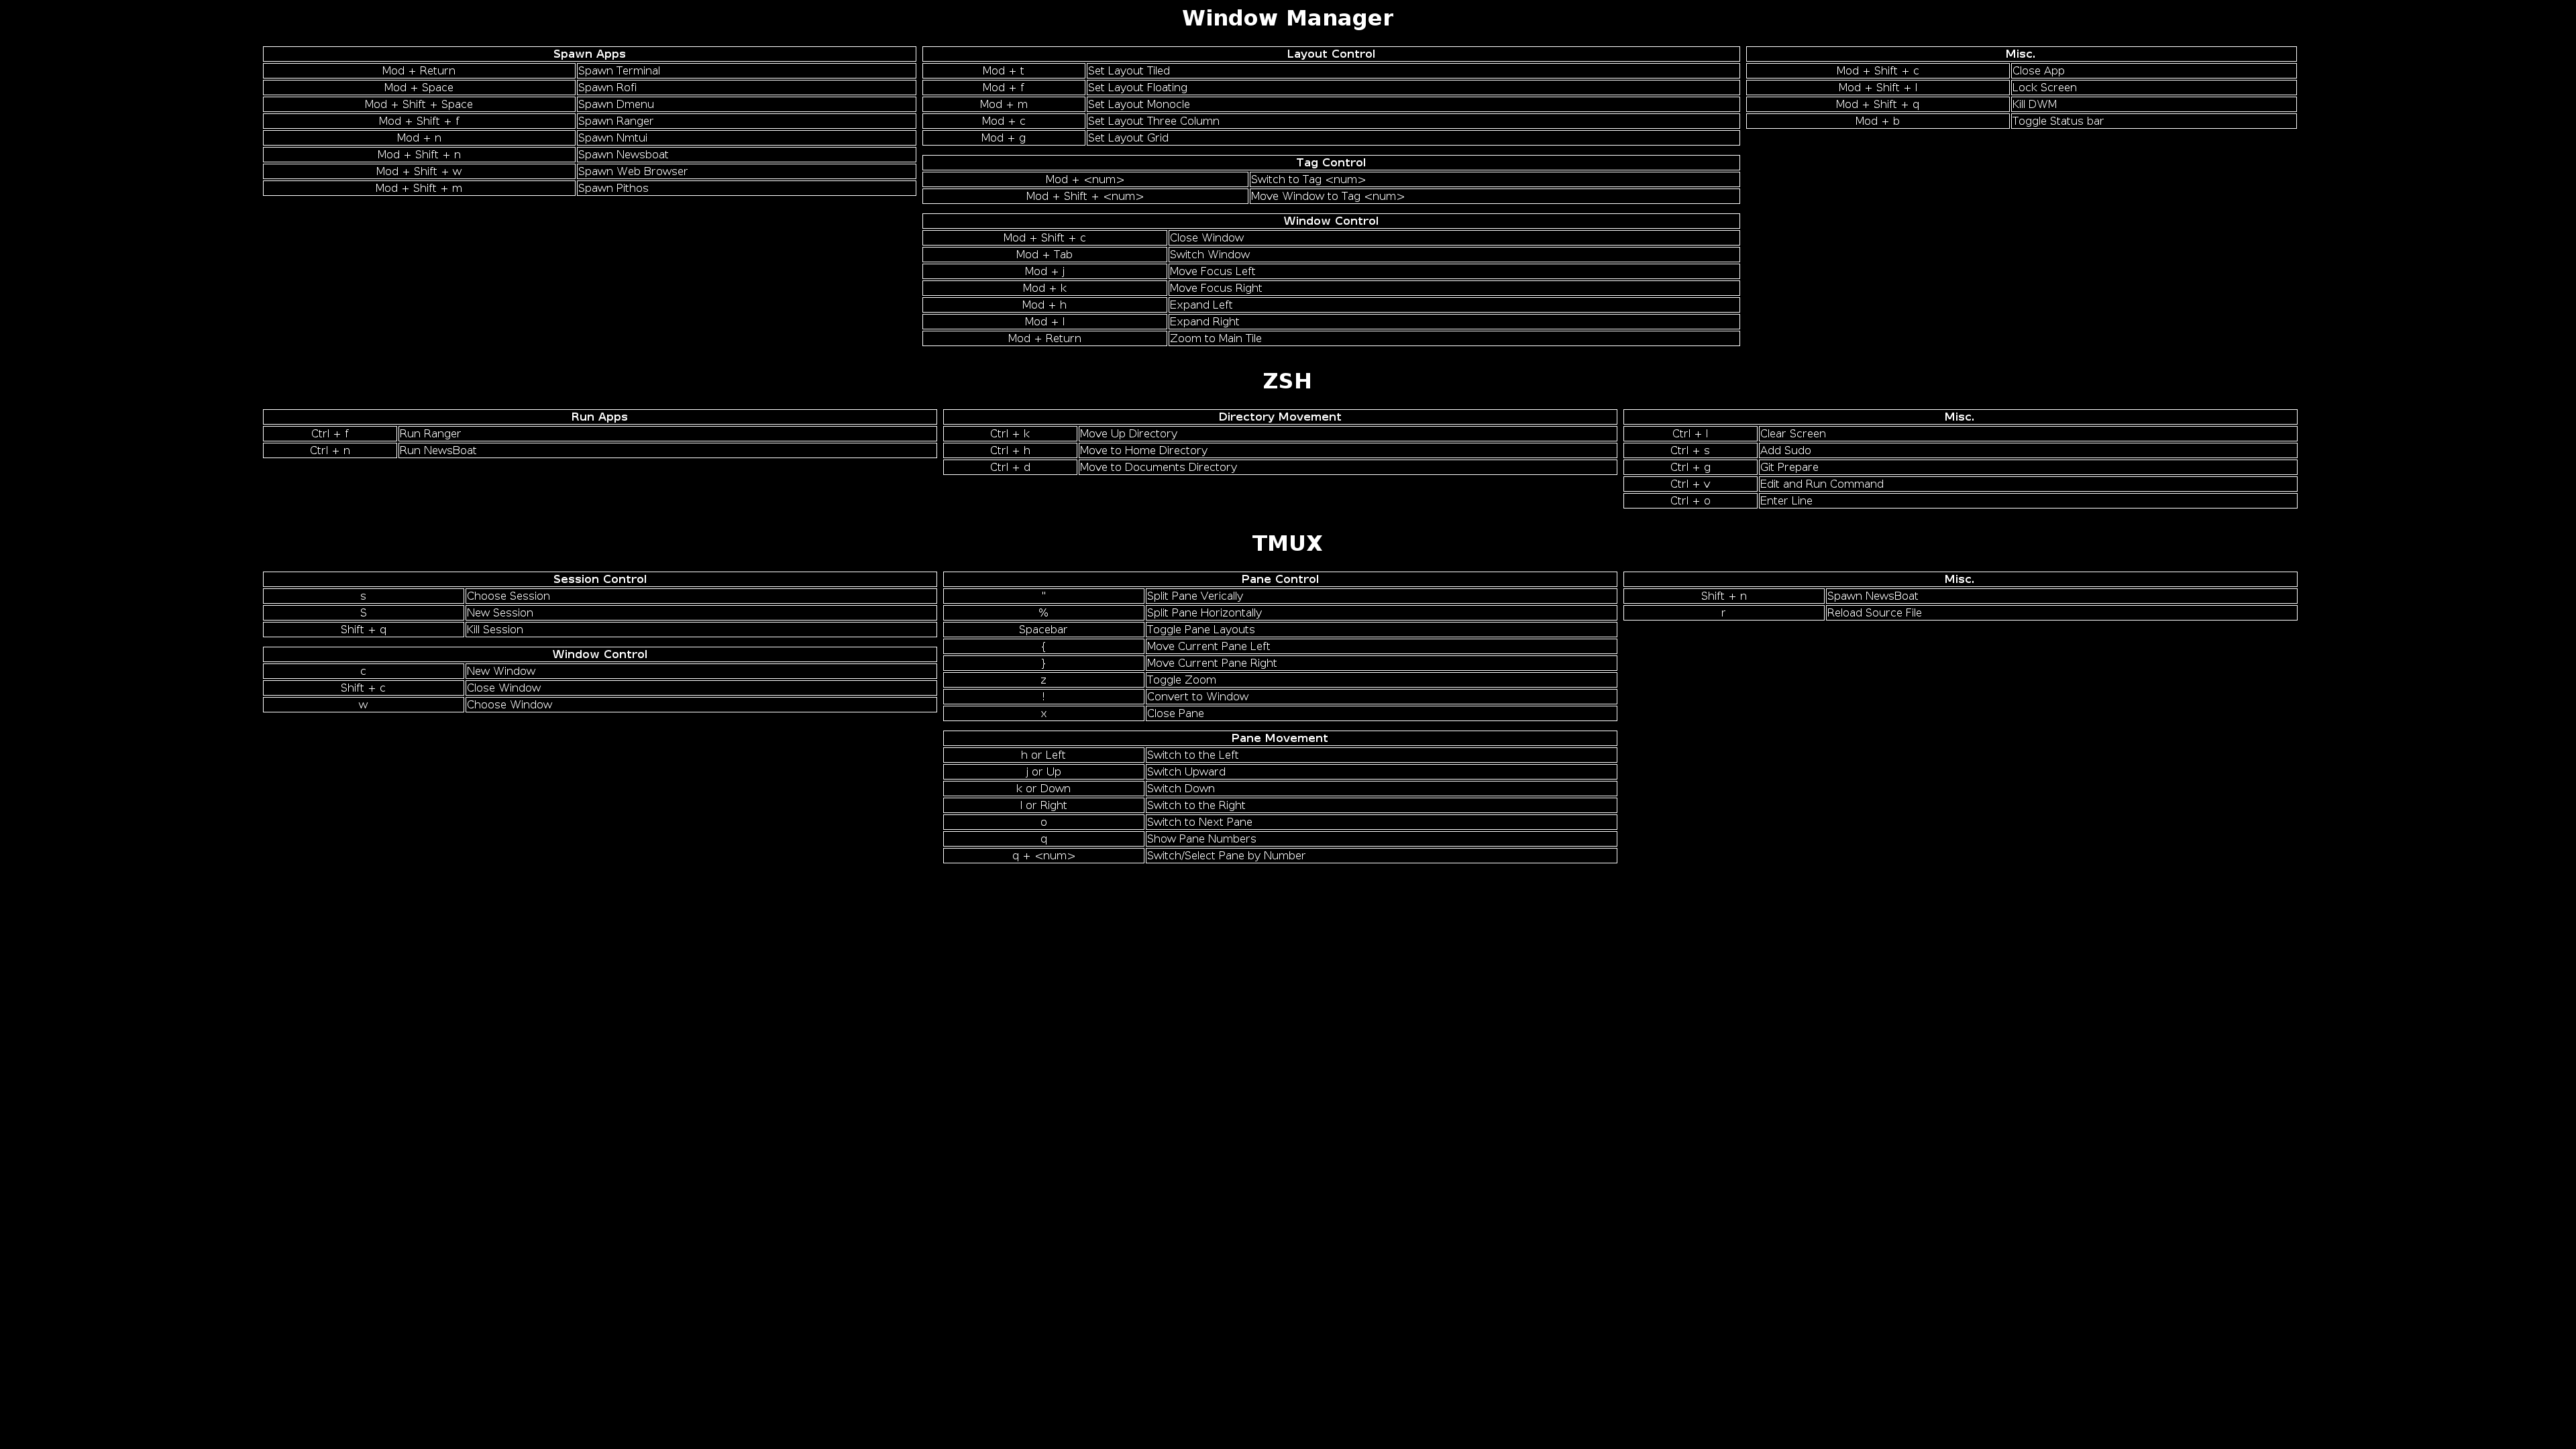 Window Manager
Spawn Apps
Mod + Return Spawn Terminal
Mod + Space Spawn Rofi
Mod + Shift + Space Spawn Dmenu
Mod + Shift + f Spawn Ranger
Mod + n Spawn Nmtui
Mod + Shift + n Spawn Newsboat
Mod + Shift + w Spawn Web Browser
Mod + Shift + m Spawn Pithos
Layout Control
Mod + t Set Layout Tiled
Mod + f Set Layout Floating
Mod + m Set Layout Monocle
Mod + c Set Layout Three Column
Mod + g Set Layout Grid
Tag Control
Mod + <num> Switch to Tag <num>
Mod + Shift + <num> Move Window to Tag <num>
Window Control
Mod + Shift + c Close Window
Mod + Tab Switch Window
Mod + j Move Focus Left
Mod + k Move Focus Right
Mod + h Expand Left
Mod + l Expand Right
Mod + Return Zoom to Main Tile
Misc.
Mod + Shift + c Close App
Mod + Shift + l Lock Screen
Mod + Shift + q Kill DWM
Mod + b Toggle Status bar
ZSH
Run Apps
Ctrl + f Run Ranger
Ctrl + n Run NewsBoat
Directory Movement
Ctrl + k Move Up Directory
Ctrl + h Move to Home Directory
Ctrl + d Move to Documents Directory
Misc.
Ctrl + l Clear Screen
Ctrl + s Add Sudo
Ctrl + g Git Prepare
Ctrl + v Edit and Run Command
Ctrl + o Enter Line
TMUX
Session Control
s Choose Session
S New Session
Shift + q Kill Session
Window Control
c New Window
Shift + c Close Window
w Choose Window
Pane Control
" Split Pane Verically
% Split Pane Horizontally
Spacebar Toggle Pane Layouts
{ Move Current Pane Left
} Move Current Pane Right
z Toggle Zoom
! Convert to Window
x Close Pane
Pane Movement
h or Left Switch to the Left
j or Up Switch Upward
k or Down Switch Down
l or Right Switch to the Right
o Switch to Next Pane
q Show Pane Numbers
q + <num> Switch/Select Pane by Number
Misc.
Shift + n Spawn NewsBoat
r Reload Source File